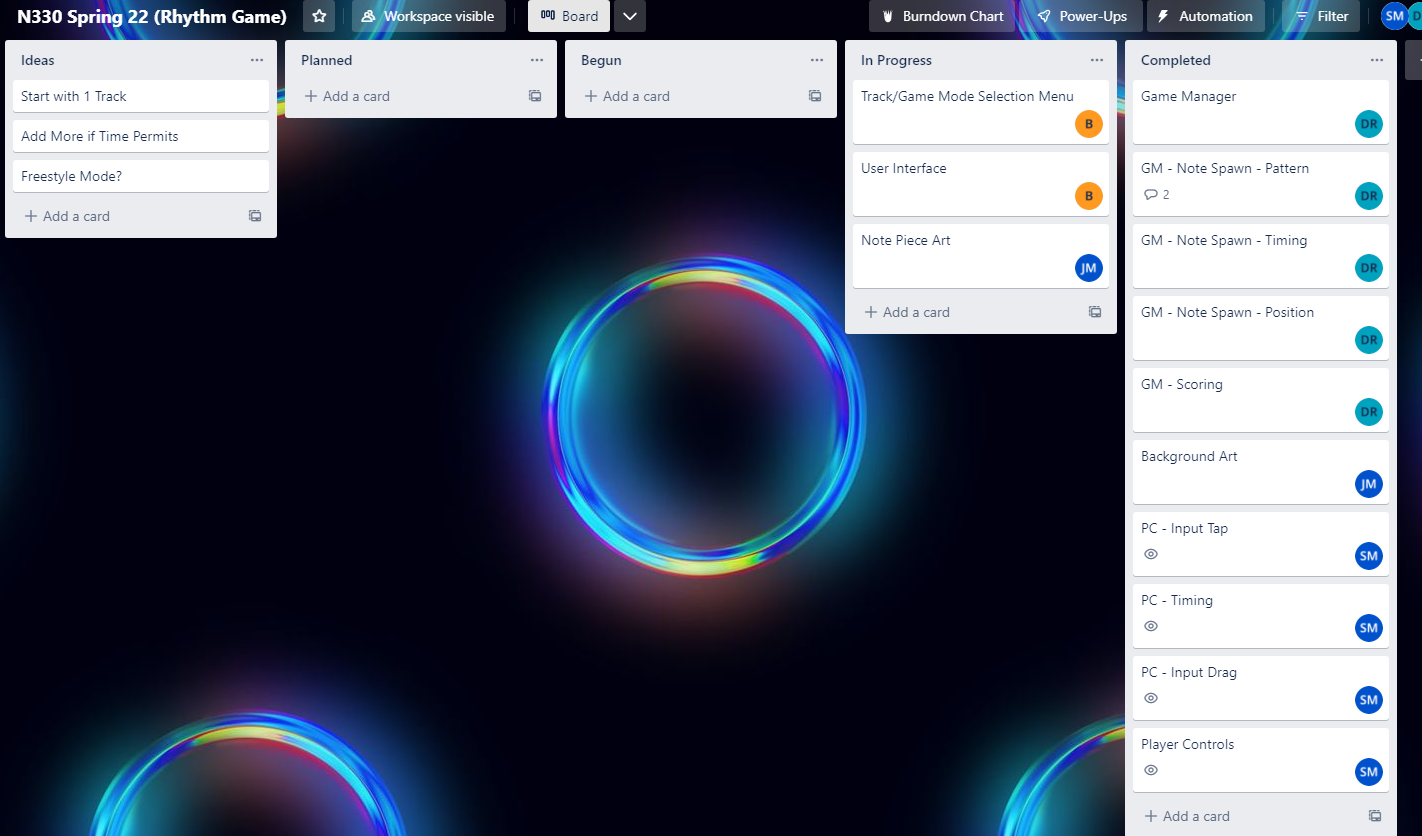 N330 Spring 22 (Rhythm Game)
Workspace visible
Board
Burndown Chart
Power-Ups
Automation
Filter
SM
D
Ideas
Start with 1 Track
Add More if Time Permits
Freestyle Mode?
Add a card
Planned
Add a card
Begun
Add a card
In Progress
Track/Game Mode Selection Menu
B
User Interface
B
Note Piece Art
JM
Add a card
Completed
Game Manager
DR
GM - Note Spawn - Pattern
2
DR
GM - Note Spawn - Timing
DR
GM - Note Spawn - Position
DR
GM - Scoring
DR
Background Art
JM
PC - Input Tap
SM
PC - Timing
SM
PC - Input Drag
SM
Player Controls
SM
Add a card